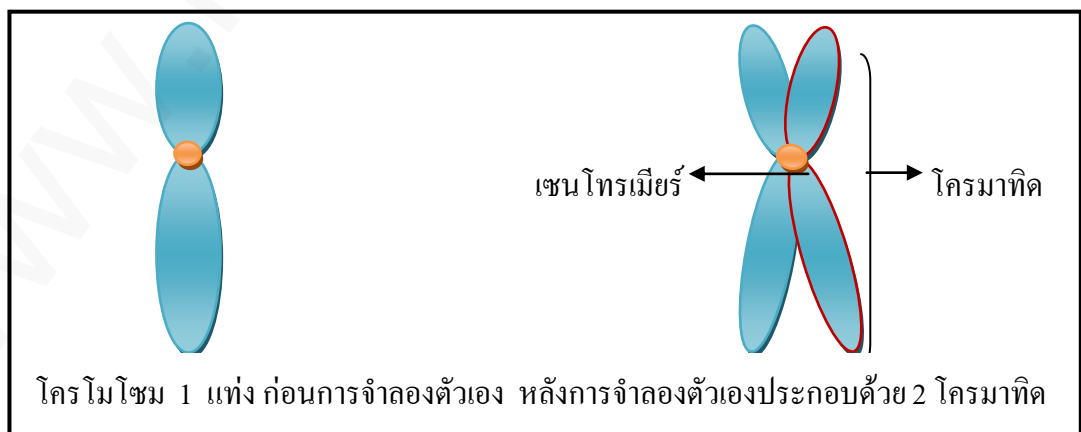 เซนโทรเมียร์
โครมาทิด
โครโมโซม 1 แท่ง ก่อนการจำลองตัวเอง หลังการจำลองตัวเองประกอบด้วย 2 โครมาทิด